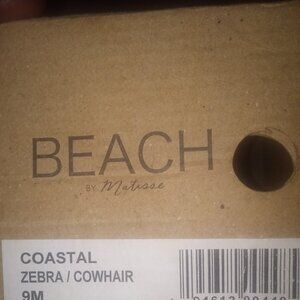 BEACH
BY Matisse
COASTAL
ZEBRA / COWHAIR
9M